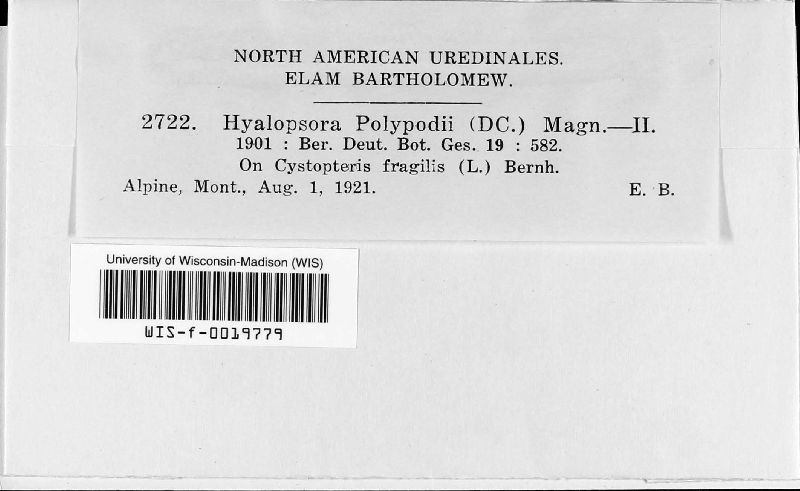 NORTH AMERICAN UREDINALES.
ELAM BARTHOLOMEW.
2722. Hyalopsora Polypodii (DC.) Magn.—II.
1901 : Ber. Deut. Bot. Ges. 19 : 582.
On Cystopteris fragilis (L.) Bernh.
Alpine, Mont., Aug. 1, 1921. E. B.
University of Wisconsin-Madison (WIS)
WIS-f-0019779